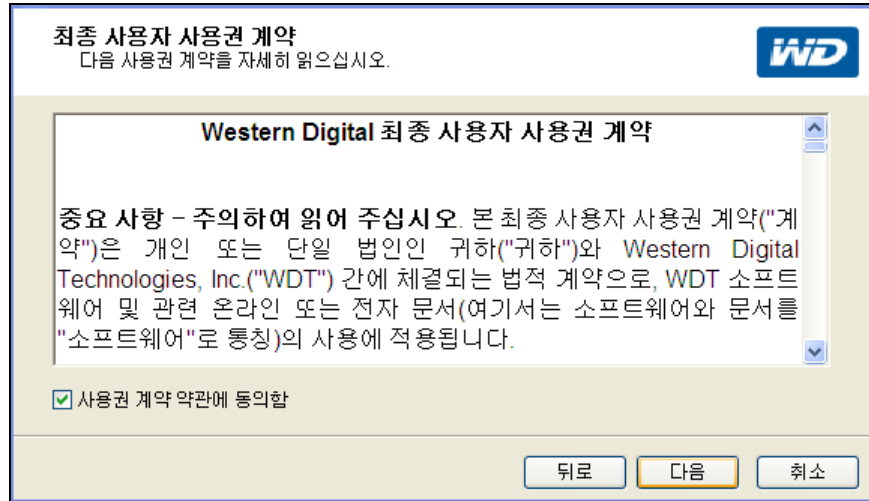 최종 사용자 사용권 계약
다음 사용권 계약을 자세히 읽으십시오.
WD
Western Digital 최종 사용자 사용권 계약
중요 사항 – 주의하여 읽어 주십시오. 본 최종 사용자 사용권 계약("계
약")은 개인 또는 단일 법인인 귀하("귀하")와 Western Digital
Technologies, Inc.("WDT") 간에 체결되는 법적 계약으로, WDT 소프트
웨어 및 관련 온라인 또는 전자 문서(여기서는 소프트웨어와 문서를
"소프트웨어"로 통칭)의 사용에 적용됩니다.
사용권 계약 약관에 동의함
뒤로 다음 취소